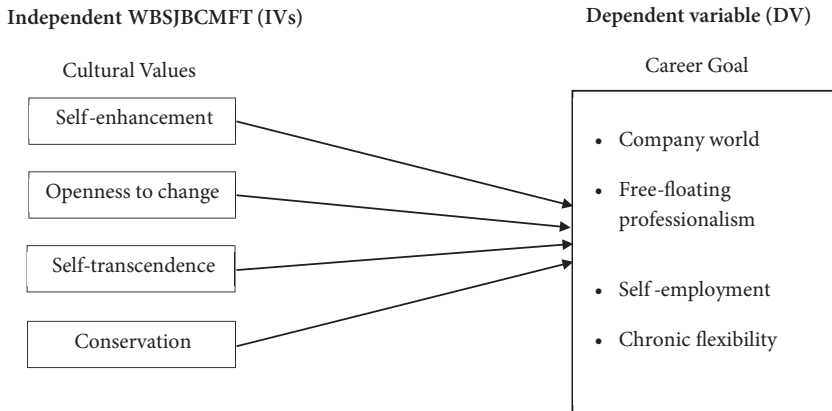 Independent WBSJBCMFT (IVs)
Dependent variable (DV)
Cultural Values
Career Goal
Self-enhancement
Openness to change
Self-transcendence
Conservation
• Company world
• Free-floating
professionalism
• Self-employment
• Chronic flexibility